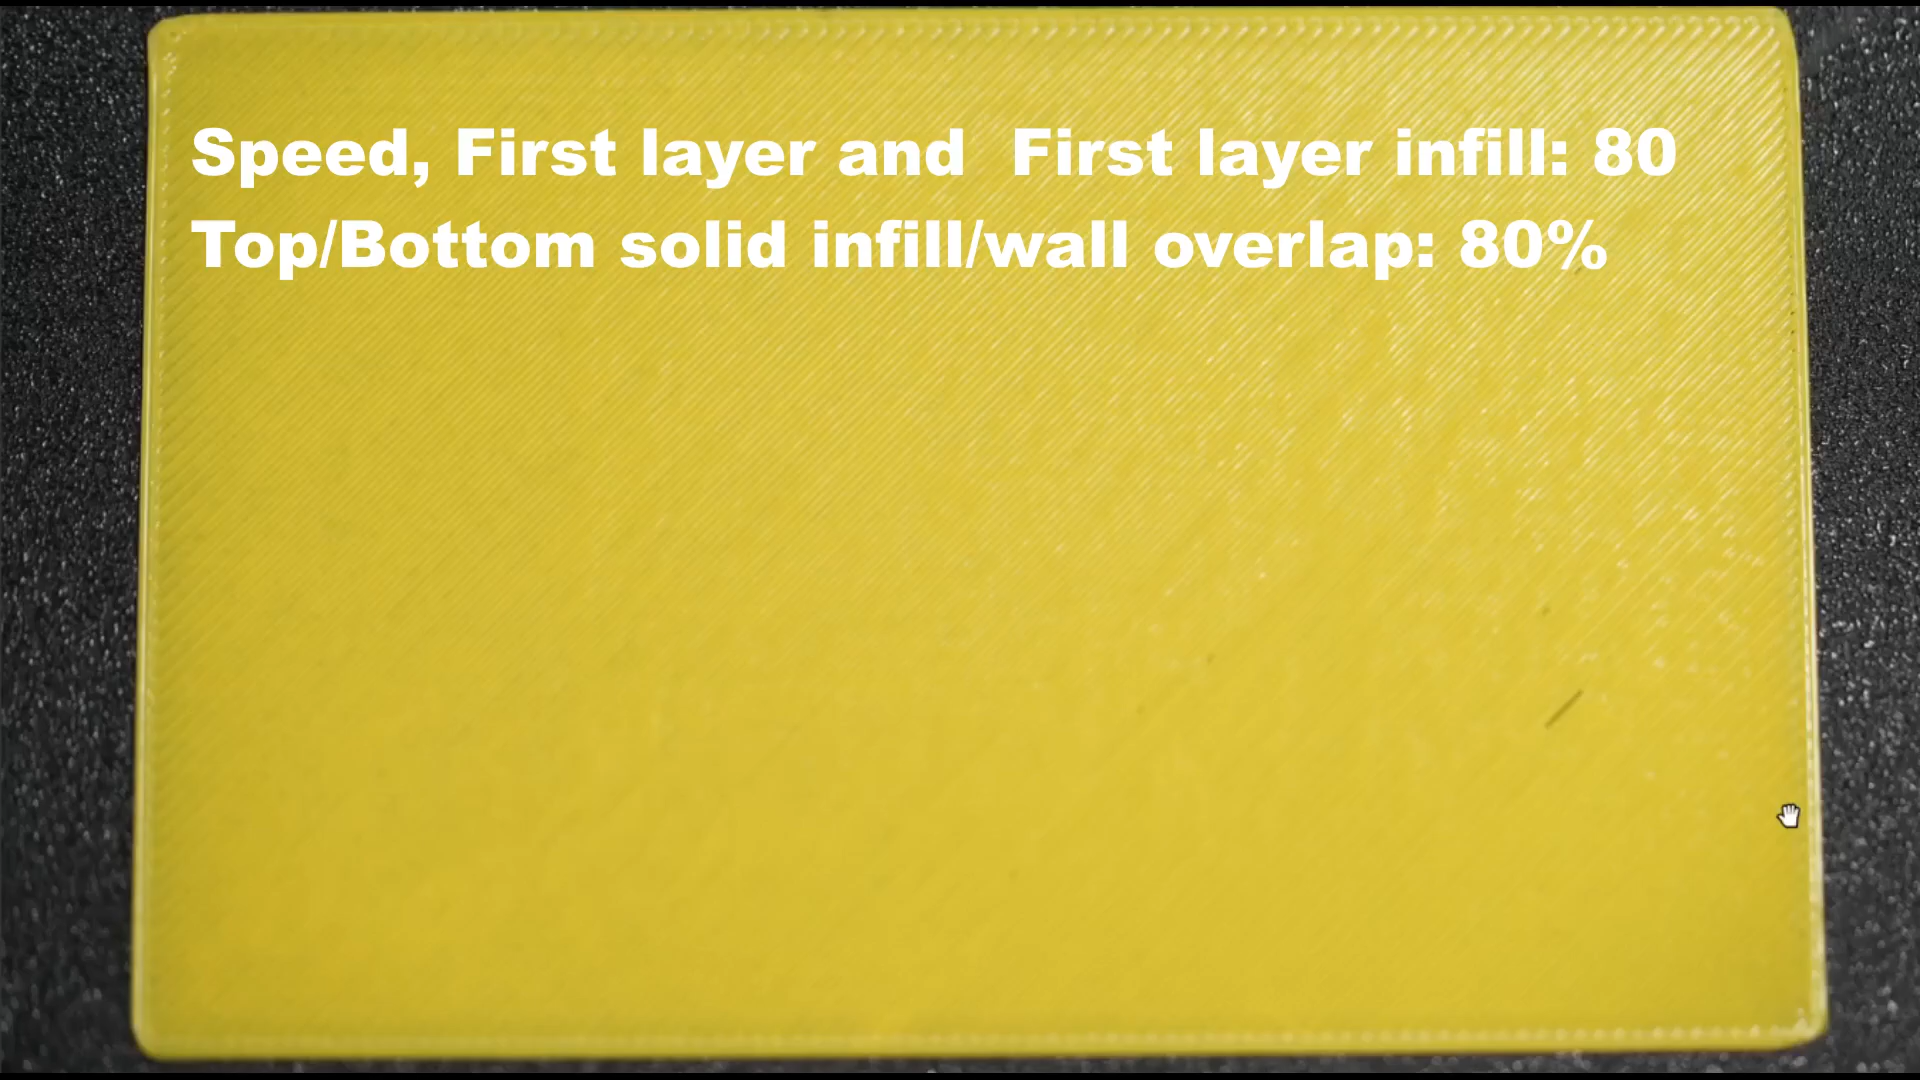 Speed, First layer and  First layer infill: 80
Top/Bottom solid infill/wall overlap: 80%